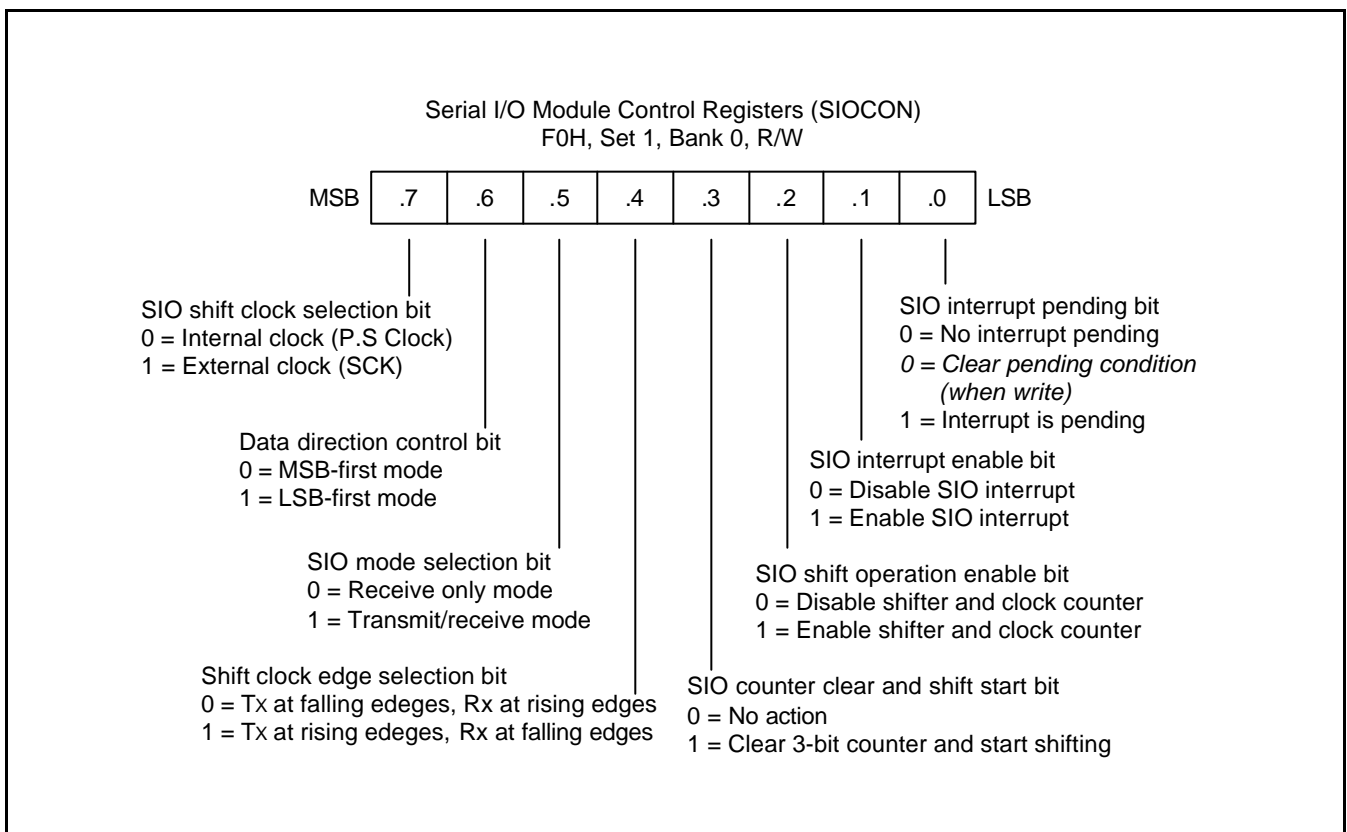 Serial I/O Module Control Registers (SIOCON)
F0H, Set 1, Bank 0, R/W
MSB .7 .6 .5 .4 .3 .2 .1 .0 LSB
SIO shift clock selection bit
0 = Internal clock (P.S Clock)
1 = External clock (SCK)
Data direction control bit
0 = MSB-first mode
1 = LSB-first mode
SIO mode selection bit
0 = Receive only mode
1 = Transmit/receive mode
Shift clock edge selection bit
0 = Tx at falling edeges, Rx at rising edges
1 = Tx at rising edeges, Rx at falling edges
SIO interrupt pending bit
0 = No interrupt pending
0 = Clear pending condition
(when write)
1 = Interrupt is pending
SIO interrupt enable bit
0 = Disable SIO interrupt
1 = Enable SIO interrupt
SIO shift operation enable bit
0 = Disable shifter and clock counter
1 = Enable shifter and clock counter
SIO counter clear and shift start bit
0 = No action
1 = Clear 3-bit counter and start shifting